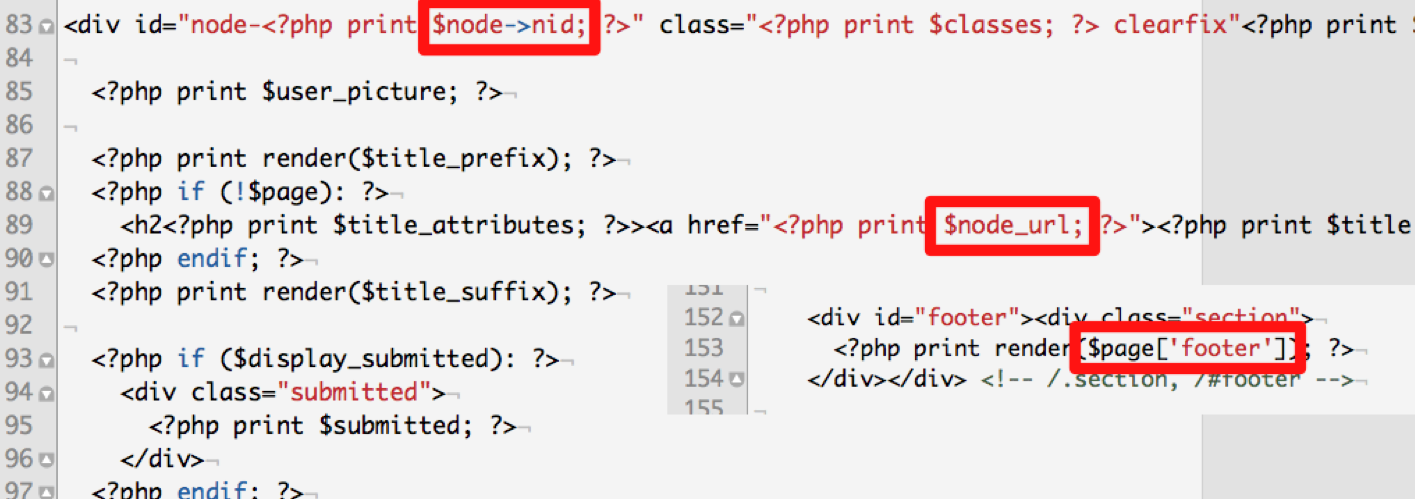 83 <div id="node-<?php print $node->nid; ?>" class="<?php print $classes; ?> clearfix"<?php print
84 ¬
85 <?php print $user_picture; ?>¬
86 ¬
87 <?php print render($title_prefix); ?>¬
88 <?php if (!$page): ?>¬
89 <h2<?php print $title_attributes; ?>><a href="<?php print $node_url; ?>"><?php print $title
90 <?php endif; ?>¬
91 <?php print render($title_suffix); ?>¬
92 ¬
93 <?php if ($display_submitted): ?>¬
94 <div class="submitted">¬
95 <?php print $submitted; ?>¬
96 </div>¬
97 <?php endif; ?>¬
151 ¬
152 <div id="footer"><div class="section">¬
153 <?php print render($page['footer']); ?>¬
154 </div></div> <!-- /.section, /#footer -->¬
155 ¬